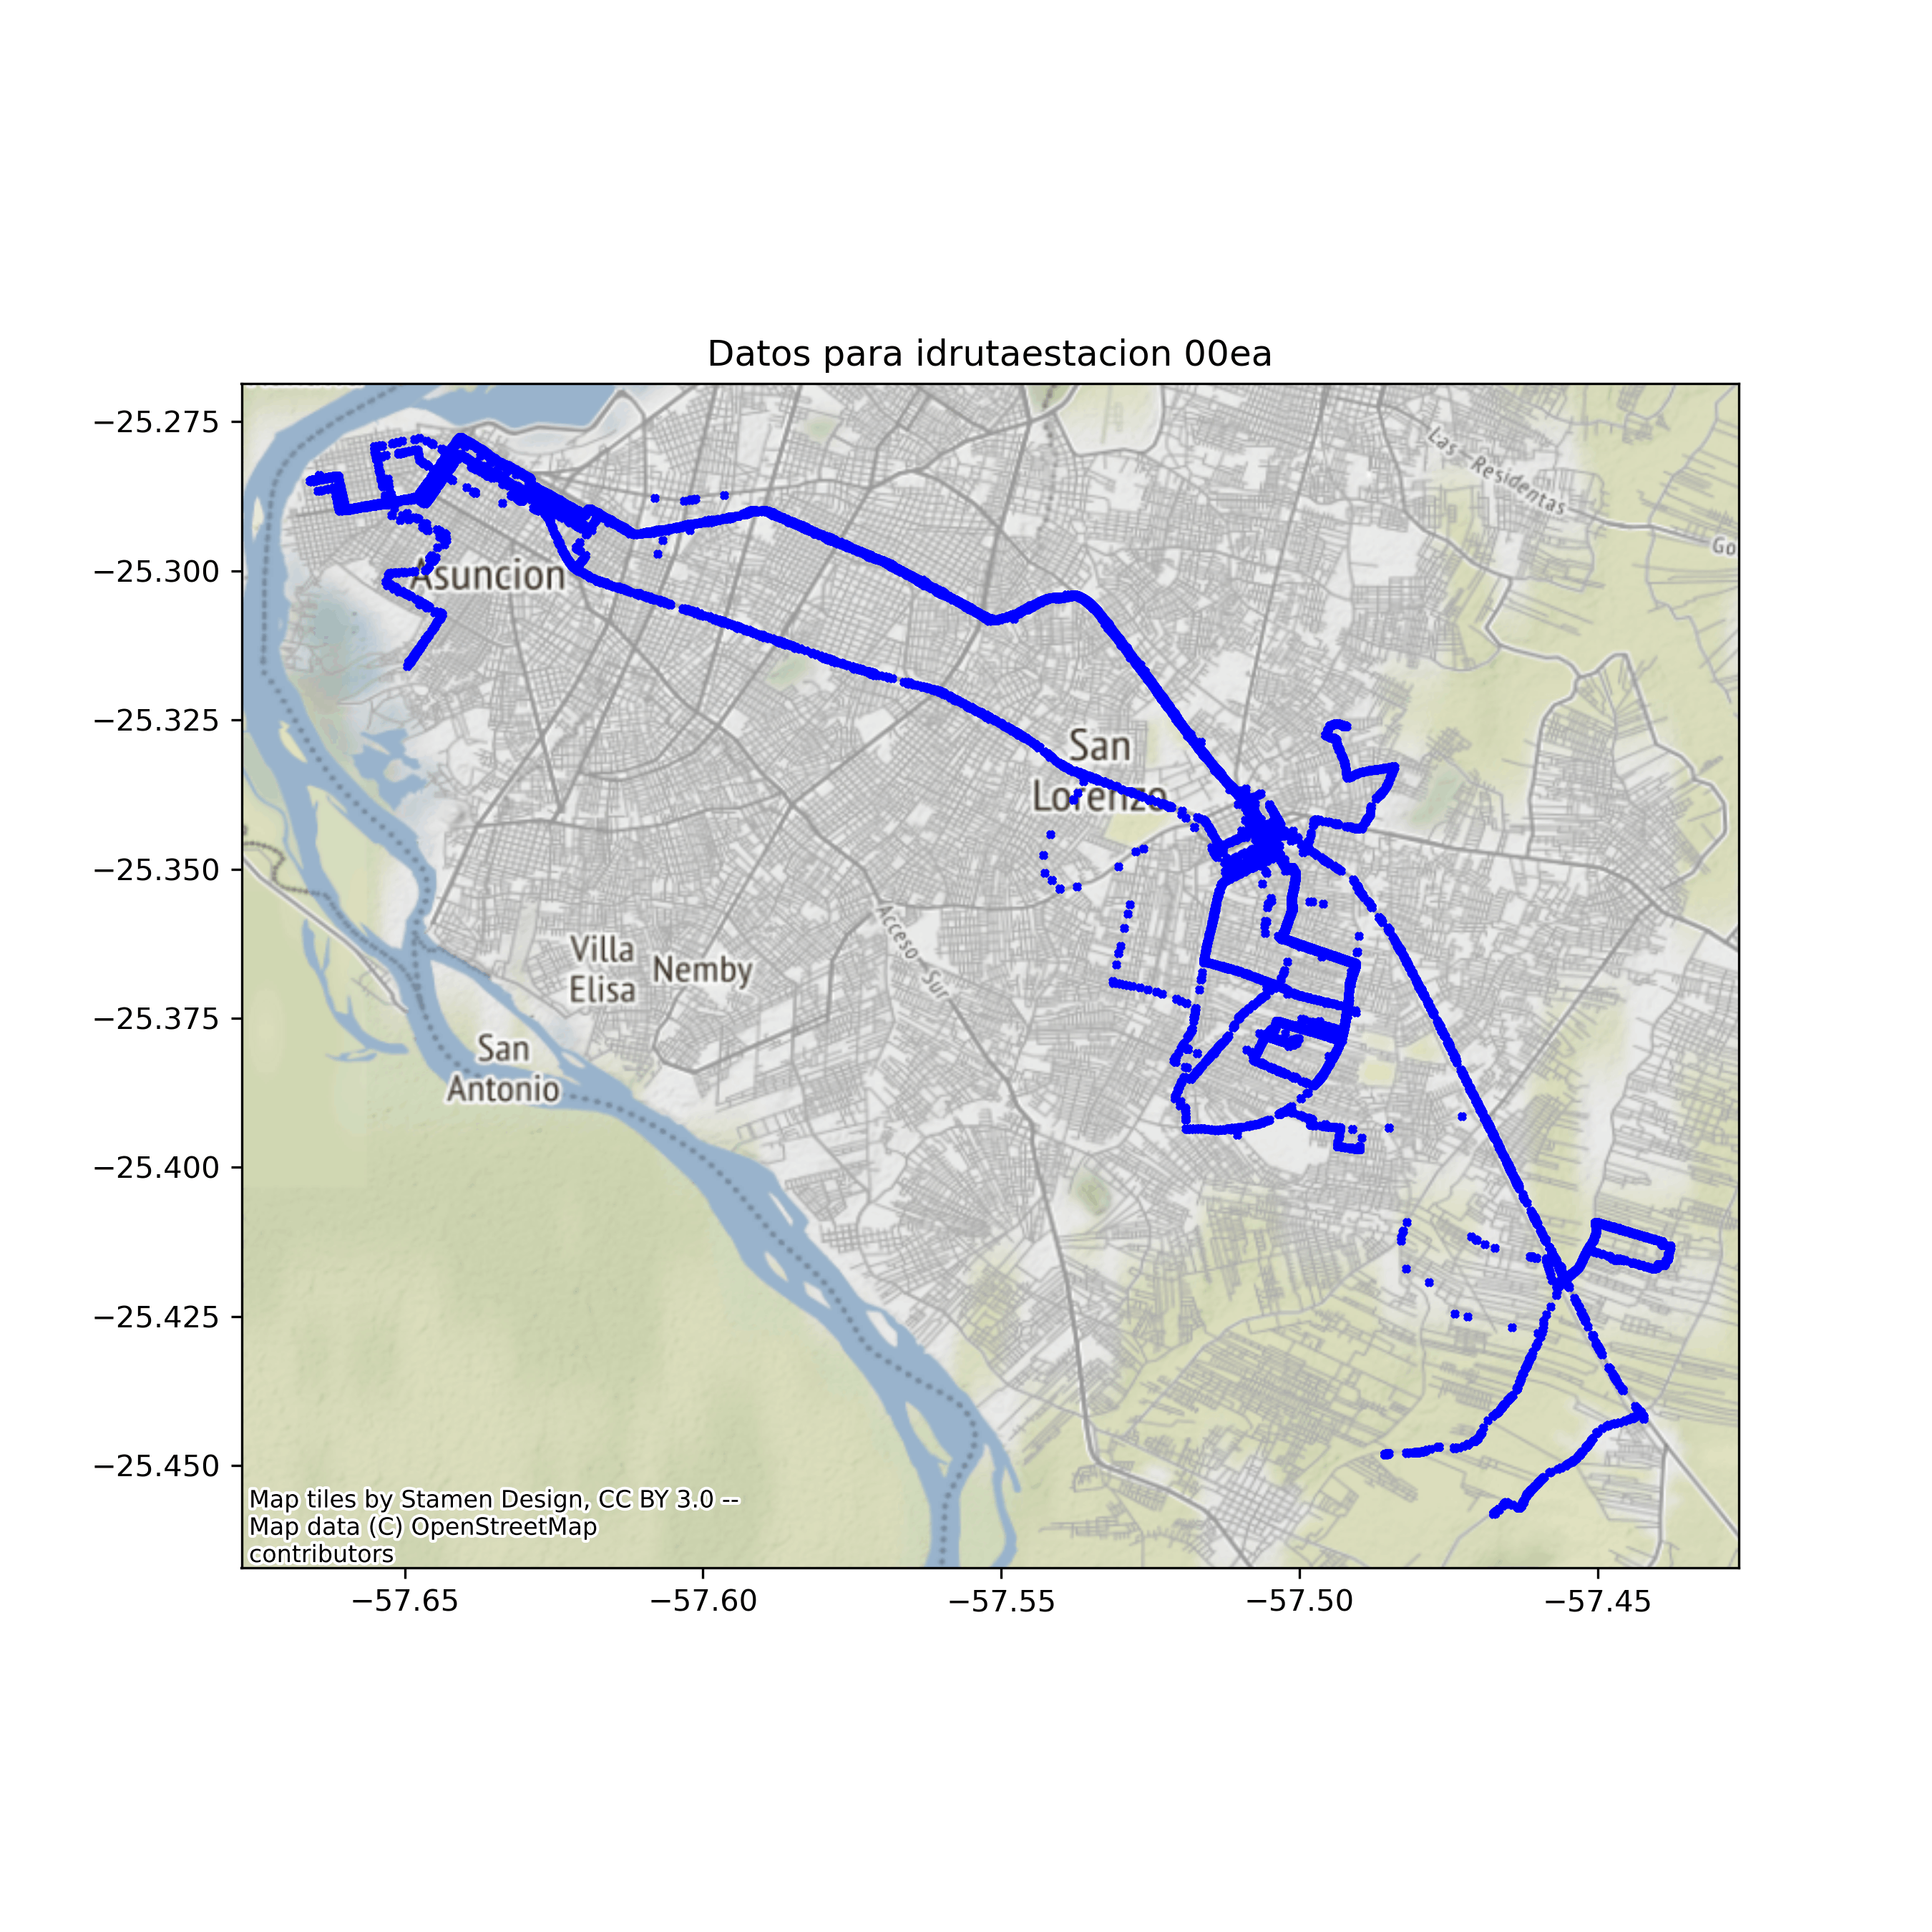 Datos para idrutaestacion 00ea
−25.275
−25.300
−25.325
−25.350
−25.375
−25.400
−25.425
−25.450
Las Residentas
Go
Asuncion
San
Lorenzo
Acceso Sur
Villa
Elisa
Nemby
San
Antonio
Map tiles by Stamen Design, CC BY 3.0 --
Map data (C) OpenStreetMap
contributors
−57.65
−57.60
−57.55
−57.50
−57.45